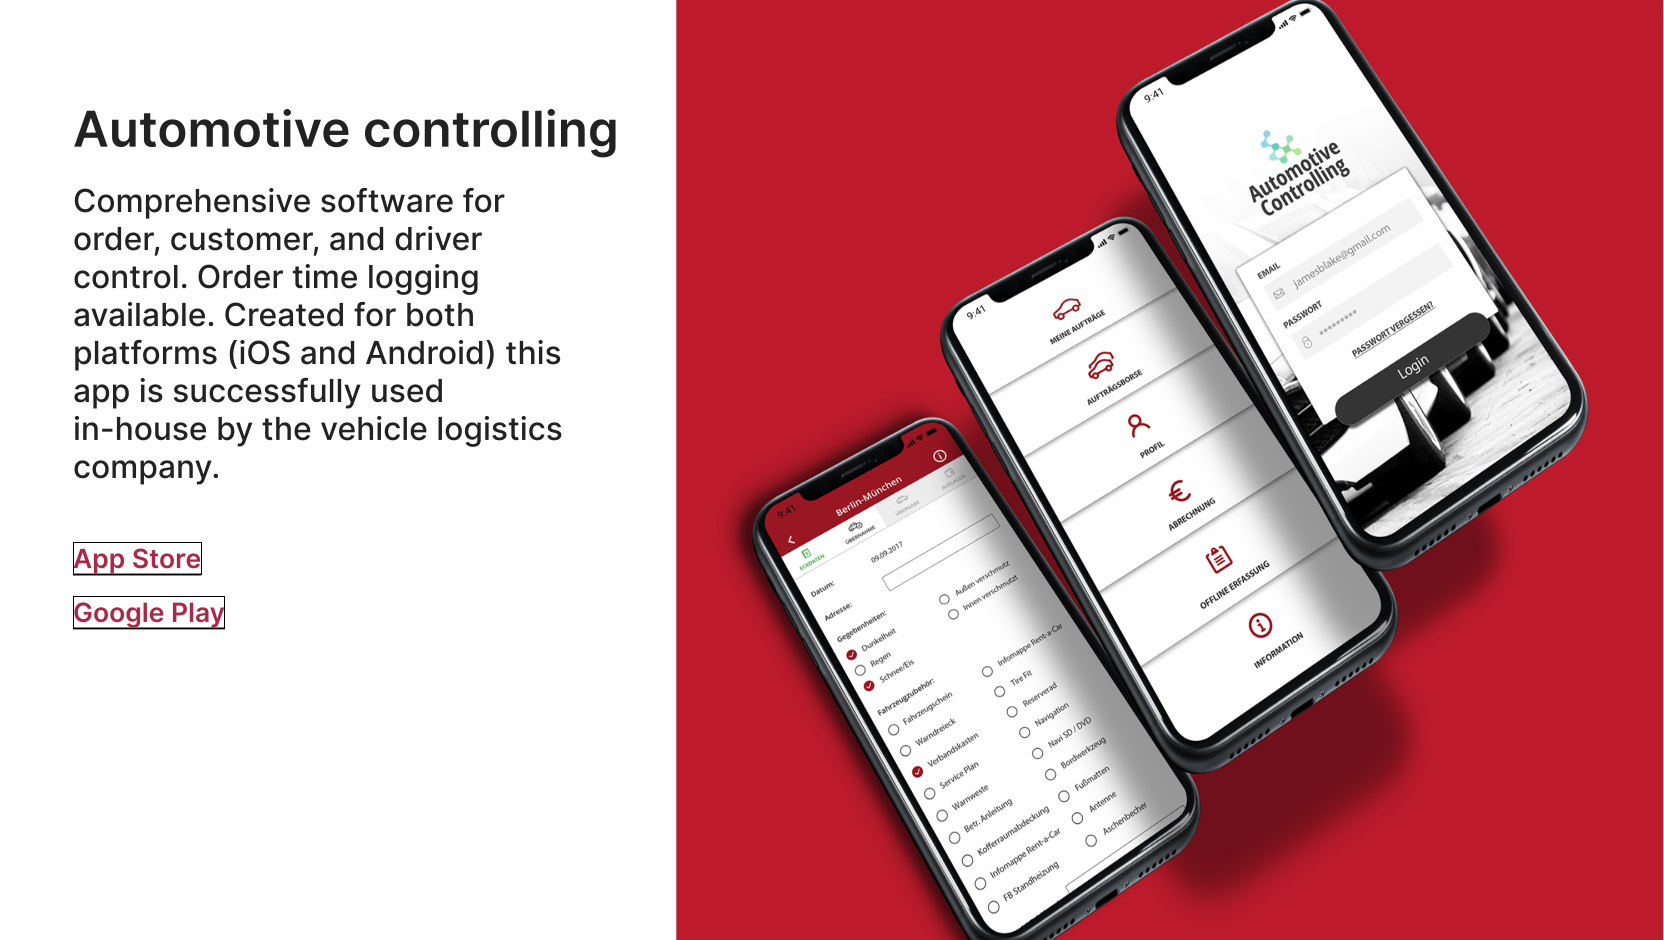 Automotive controlling
Comprehensive software for
order, customer, and driver
control. Order time logging
available. Created for both
platforms (iOS and Android) this
app is successfully used
in-house by the vehicle logistics
company.
App Store
Google Play
9:41
Automotive
Controlling
EMAIL
jamesblake@gmail.com
PASSWORT
*********
PASSWORT VERGESSEN?
Login
9:41
MEINE AUFTRÄGE
AUFTRÄGSBORSE
PROFIL
ABRECHNUNG
OFFLINE ERFASSUNG
INFORMATION
9:41
Berlin-München
ECKDATEN
ÜBERNAHME
ÜBERGABE
AUSLAGEN
Datum:
09.09.2017
Adresse:
Gegebenheiten:
Dunkelheit
Außen verschmutz
Regen
Innen verschmutzt
Schnee/Eis
Fahrzeugzubehör:
Fahrzeugschein
Infomappe Rent-a-Car
Warndreieck
Tire Fit
Verbandskasten
Reserverad
Service Plan
Navigation
Warnweste
Navi SD / DVD
Betr. Anleitung
Bordwerkzeug
Kofferraumabdeckung
Fußmatten
Infomappe Rent-a-Car
Antenne
FB Standheizung
Aschenbecher